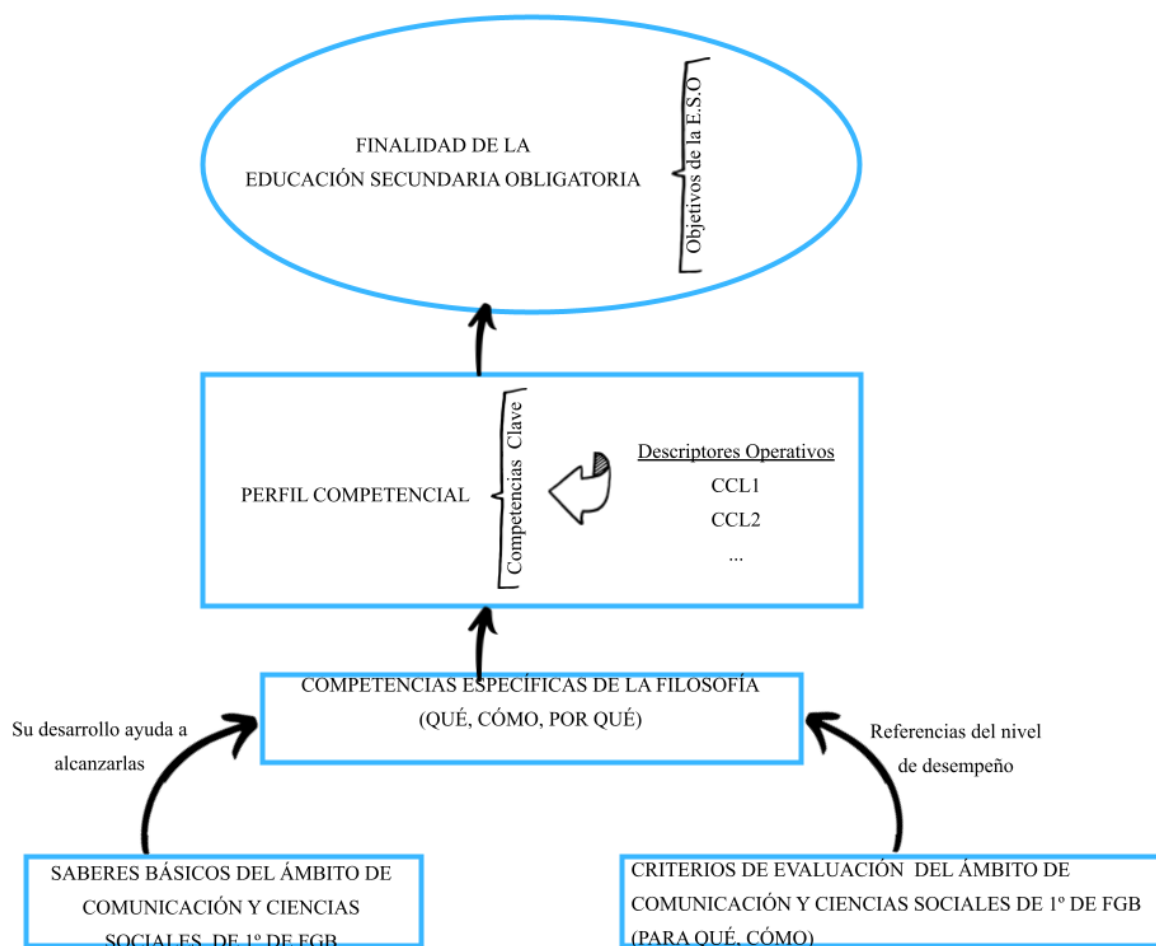 FINALIDAD DE LA
EDUCACIÓN SECUNDARIA OBLIGATORIA
Objetivos de la E.S.O
PERFIL COMPETENCIAL
Competencias Clave
Descriptores Operativos
CCL1
CCL2
...
COMPETENCIAS ESPECÍFICAS DE LA FILOSOFÍA
(QUÉ, CÓMO, POR QUÉ)
Su desarrollo ayuda a
alcanzarlas
Referencias del nivel
de desempeño
SABERES BÁSICOS DEL ÁMBITO DE
COMUNICACIÓN Y CIENCIAS
SOCIALES DE 1º DE FGB
CRITERIOS DE EVALUACIÓN DEL ÁMBITO DE
COMUNICACIÓN Y CIENCIAS SOCIALES DE 1º DE FGB
(PARA QUÉ, CÓMO)